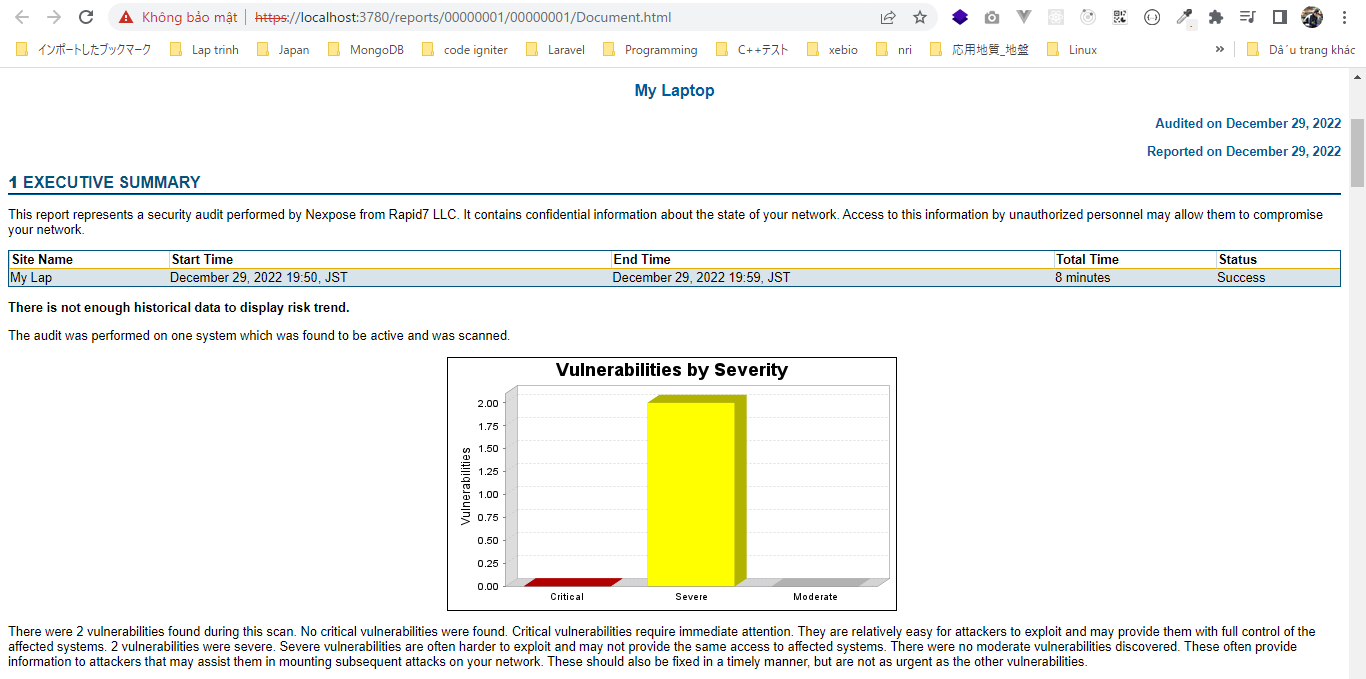 Không bảo mật https://localhost:3780/reports/00000001/00000001/Document.html
インポートしたブックマーク Lap trinh Japan MongoDB code igniter Laravel Programming C++テスト xebio nri 応用地質_地盤 Linux » Dấu trang khác
My Laptop
Audited on December 29, 2022
Reported on December 29, 2022
1 EXECUTIVE SUMMARY
This report represents a security audit performed by Nexpose from Rapid7 LLC. It contains confidential information about the state of your network. Access to this information by unauthorized personnel may allow them to compromise
your network.
Site Name Start Time End Time Total Time Status
My Lap December 29, 2022 19:50, JST December 29, 2022 19:59, JST 8 minutes Success
There is not enough historical data to display risk trend.
The audit was performed on one system which was found to be active and was scanned.
Vulnerabilities by Severity
Vulnerabilities
2.00
1.75
1.50
1.25
1.00
0.75
0.50
0.25
0.00
Critical Severe Moderate
There were 2 vulnerabilities found during this scan. No critical vulnerabilities were found. Critical vulnerabilities require immediate attention. They are relatively easy for attackers to exploit and may provide them with full control of the
affected systems. 2 vulnerabilities were severe. Severe vulnerabilities are often harder to exploit and may not provide the same access to affected systems. There were no moderate vulnerabilities discovered. These often provide
information to attackers that may assist them in mounting subsequent attacks on your network. These should also be fixed in a timely manner, but are not as urgent as the other vulnerabilities.